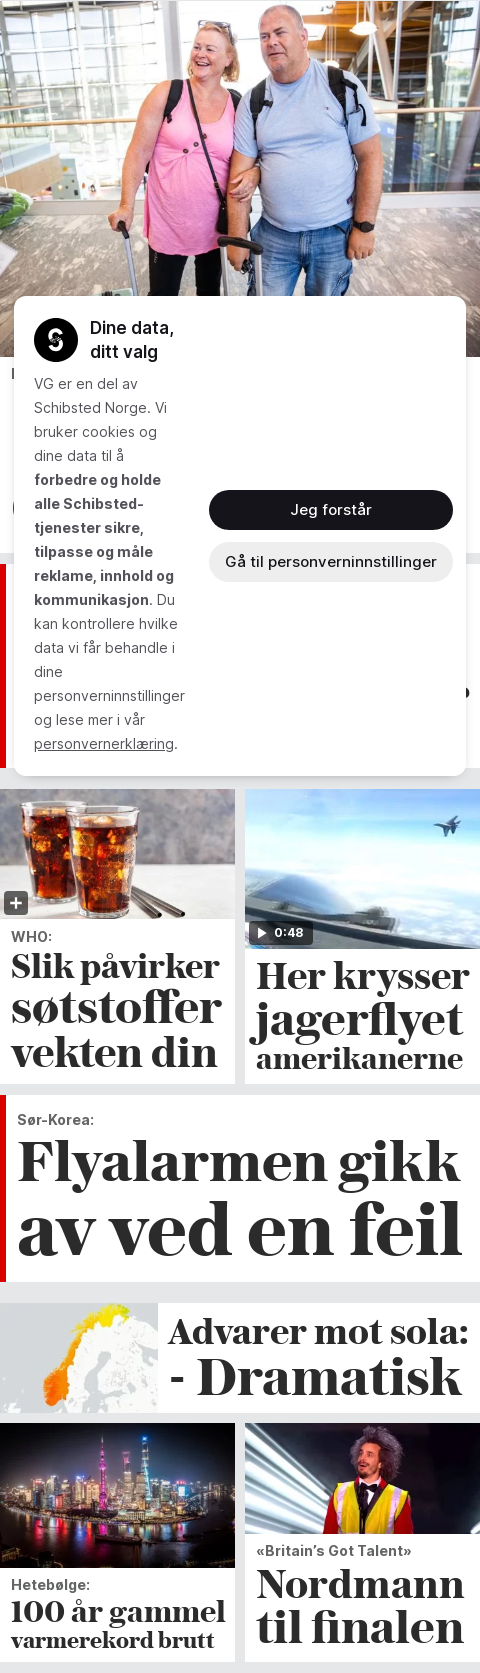 Dine data,
ditt valg
VG er en del av
Schibsted Norge. Vi
bruker cookies og
dine data til å
forbedre og holde
alle Schibsted-
tjenester sikre,
tilpasse og måle
reklame, innhold og
kommunikasjon. Du
kan kontrollere hvilke
data vi får behandle i
dine
personverninnstillinger
og lese mer i vår
personvernerklæring.
Jeg forstår
Gå til personverninnstillinger
WHO:
Slik påvirker
søtstoffer
vekten din
0:48
Her krysser
jagerflyet
amerikanerne
Sør-Korea:
Flyalarmen gikk
av ved en feil
Advarer mot sola:
- Dramatisk
Hetebølge:
100 år gammel
varmerekord brutt
«Britain's Got Talent»
Nordmann
til finalen